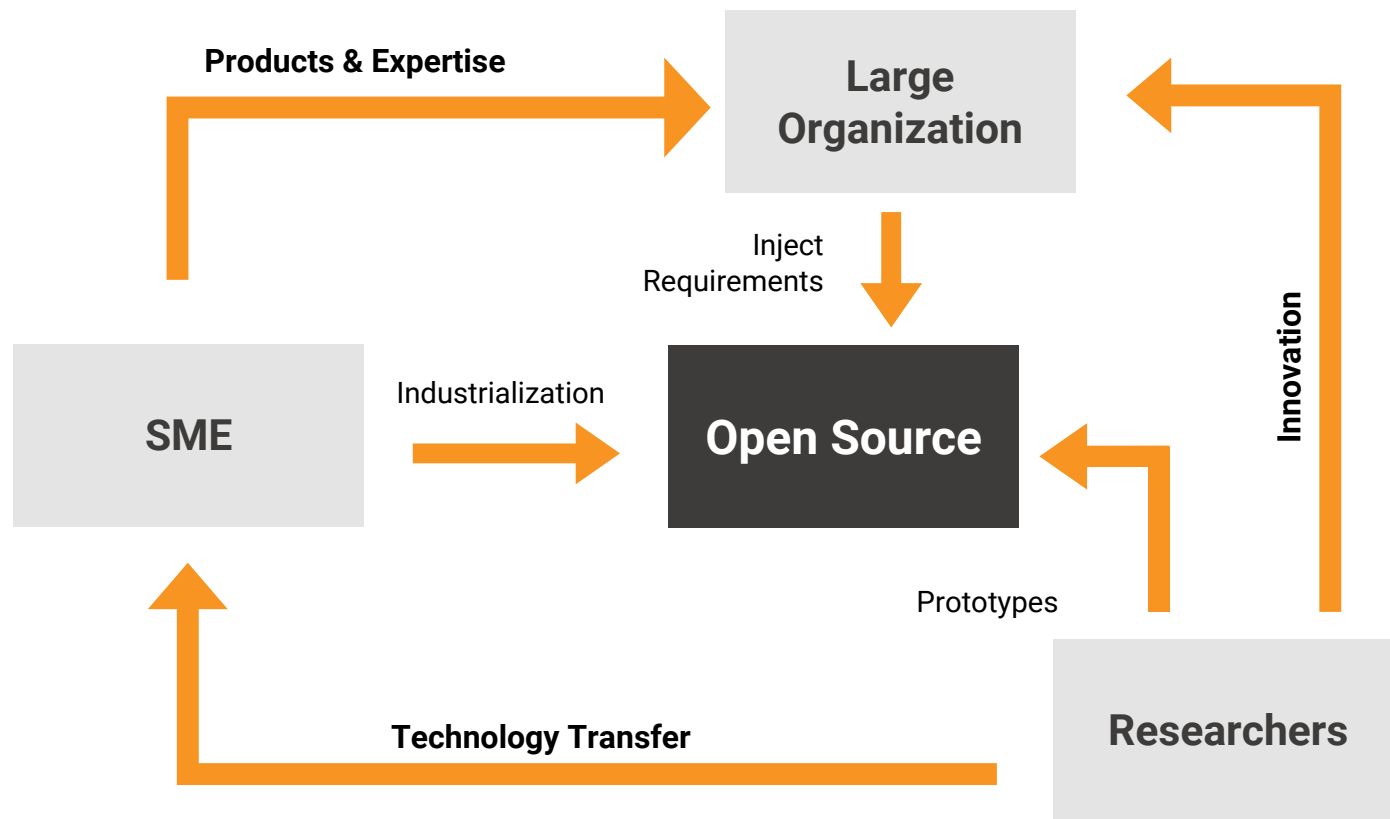 Products & Expertise
Large
Organization
Inject
Requirements
Innovation
SME
Industrialization
Open Source
Prototypes
Technology Transfer
Researchers